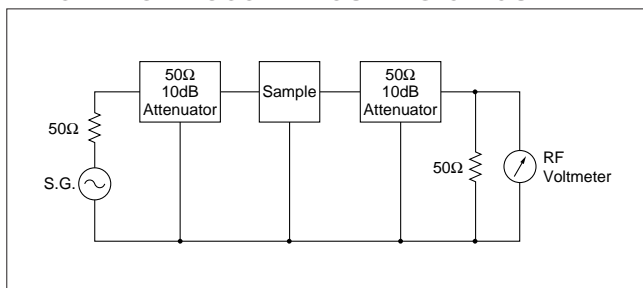 50Ω
10dB
Attenuator
Sample
50Ω
10dB
Attenuator
50Ω
S.G.
50Ω
RF
Voltmeter